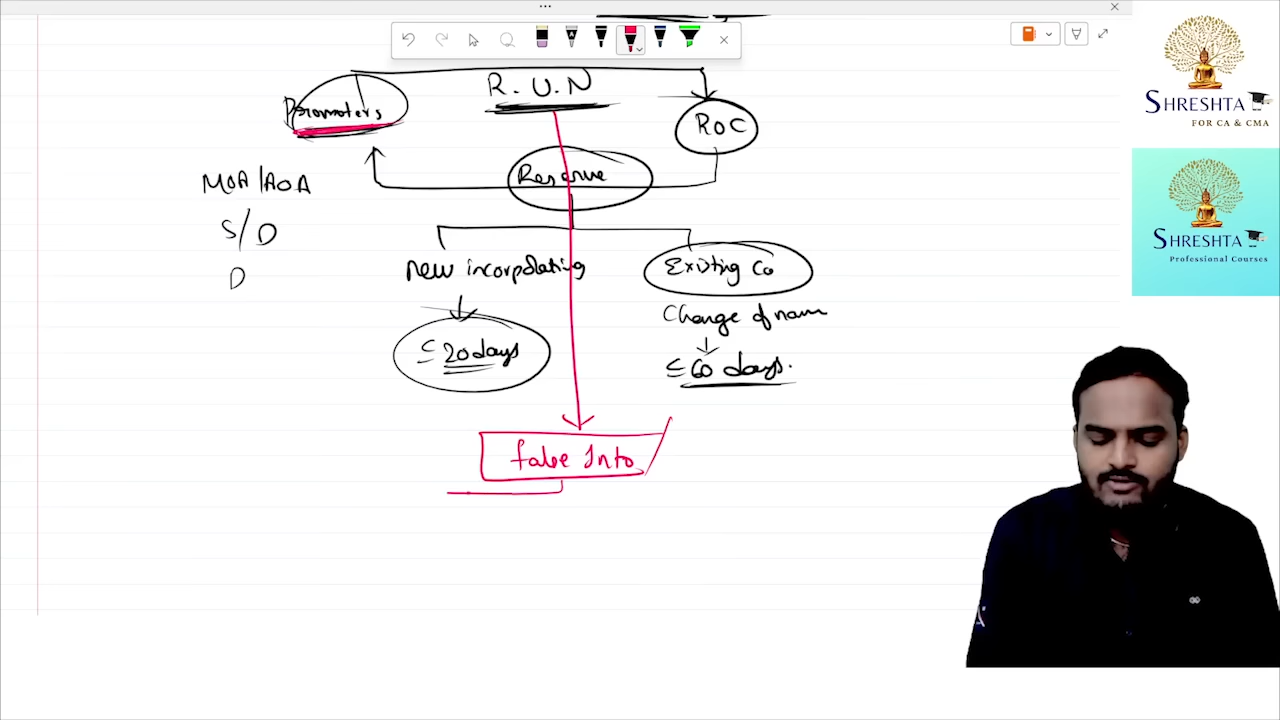 R.U.N
Promoters
ROC
Reserve
MOA/AOA
S/D
D
new incorporating
Existing Co
Change of name
≤ 20 days
≤ 60 days.
false Info
SHRESHTA
FOR CA & CMA
SHRESHTA
Professional Courses